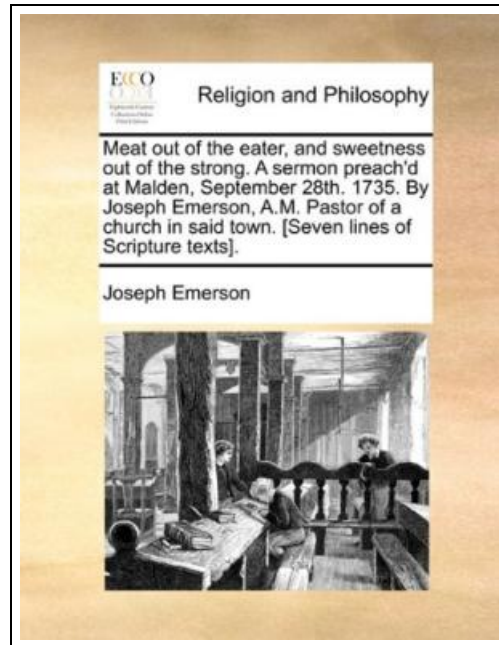 ECCO
Religion and Philosophy
Meat out of the eater, and sweetness
out of the strong. A sermon preach'd
at Malden, September 28th. 1735. By
Joseph Emerson, A.M. Pastor of a
church in said town. [Seven lines of
Scripture texts].
Joseph Emerson